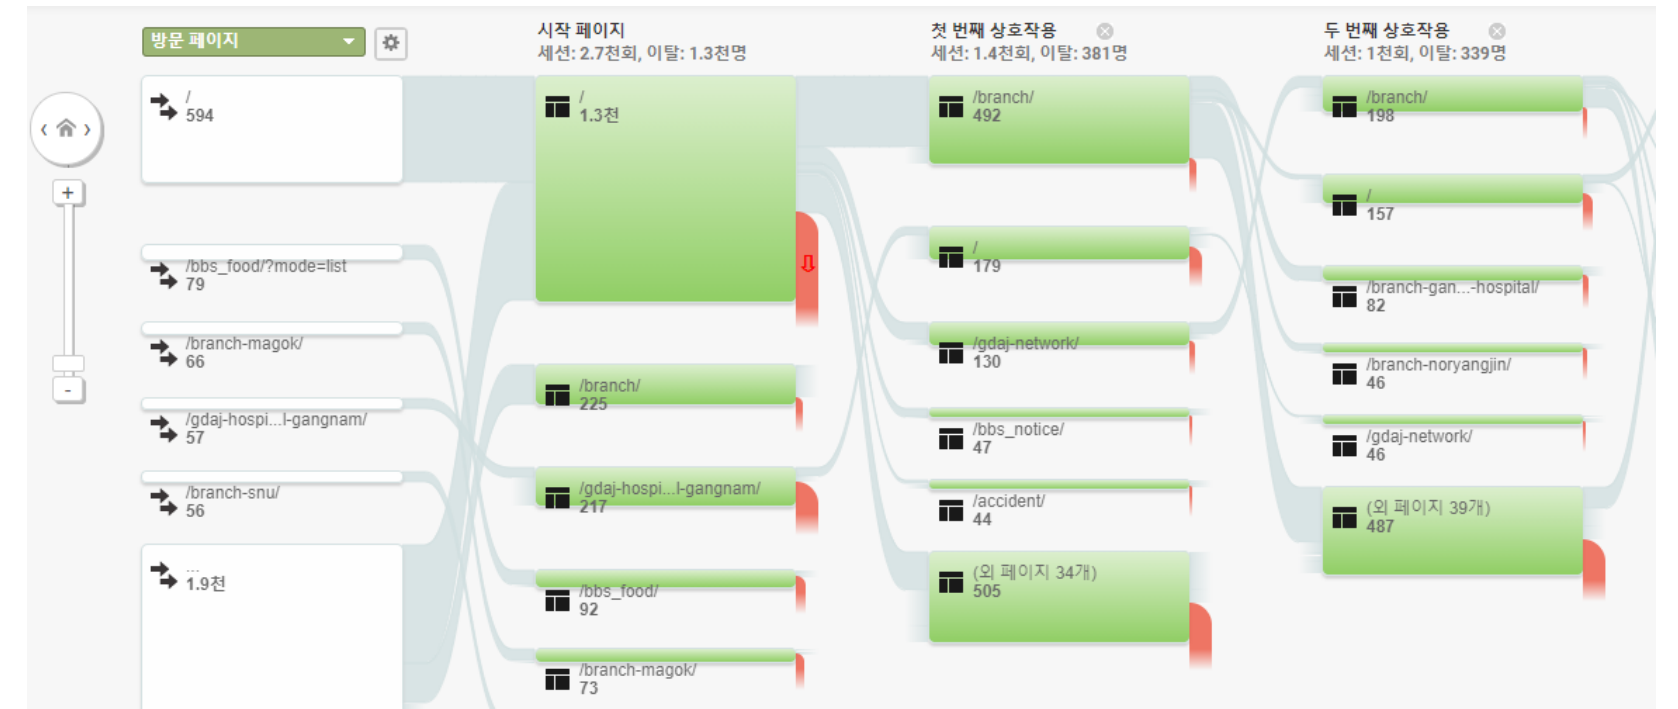 방문 페이지
/
594
/bbs_food/?mode=list
79
/branch-magok/
66
/gdaj-hospi...l-gangnam/
57
/branch-snu/
56
...
1.9천
+
-
시작 페이지
세션: 2.7천회, 이탈: 1.3천명
/
1.3천
/branch/
225
/gdaj-hospi...l-gangnam/
217
/bbs_food/
92
/branch-magok/
73
첫 번째 상호작용
세션: 1.4천회, 이탈: 381명
/branch/
492
/
179
/gdaj-network/
130
/bbs_notice/
47
/accident/
44
(외 페이지 34개)
505
두 번째 상호작용
세션: 1천회, 이탈: 339명
/branch/
198
/
157
/branch-gan...-hospital/
82
/branch-noryangjin/
46
/gdaj-network/
46
(외 페이지 39개)
487